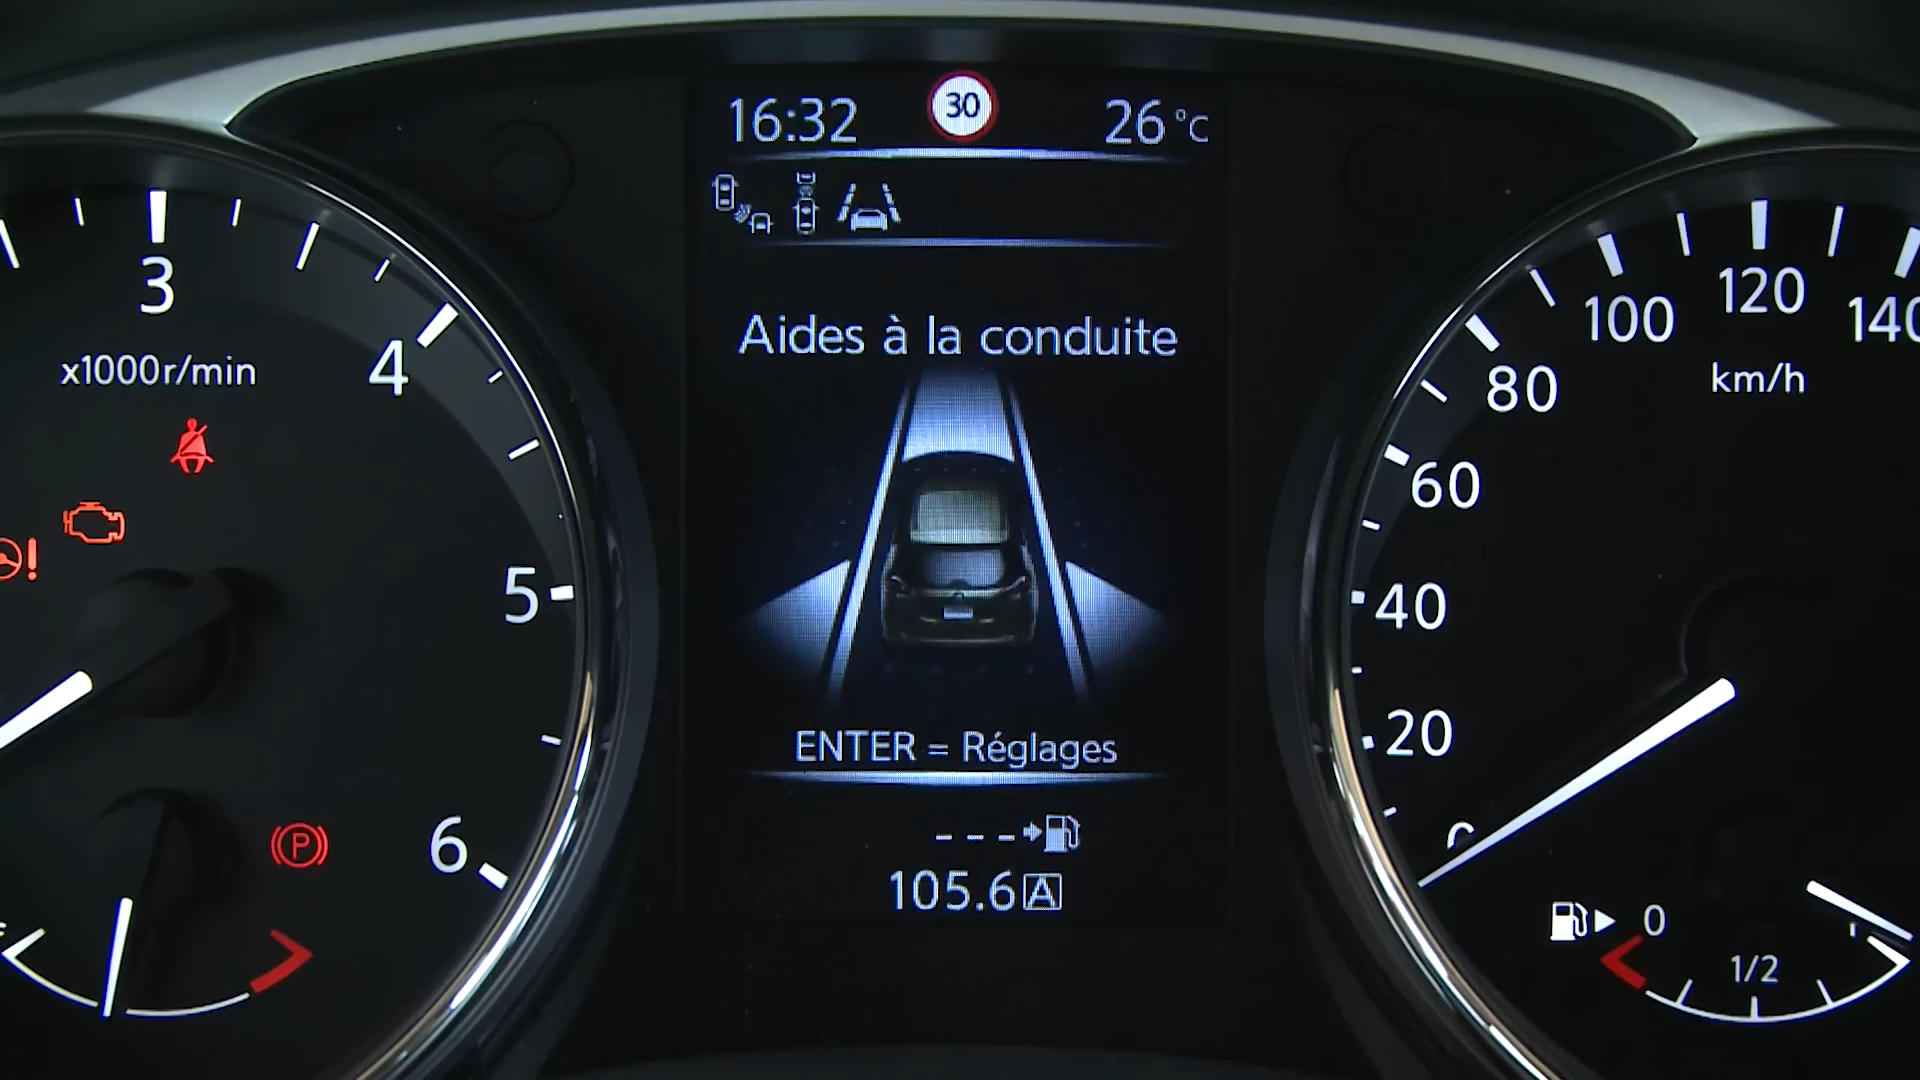 16:32 30 26 °C
Aides à la conduite
ENTER = Réglages
---
105.6 A
3
4
5
6
x1000r/min
!
P
20
40
60
80
100
120
140
km/h
0
1/2